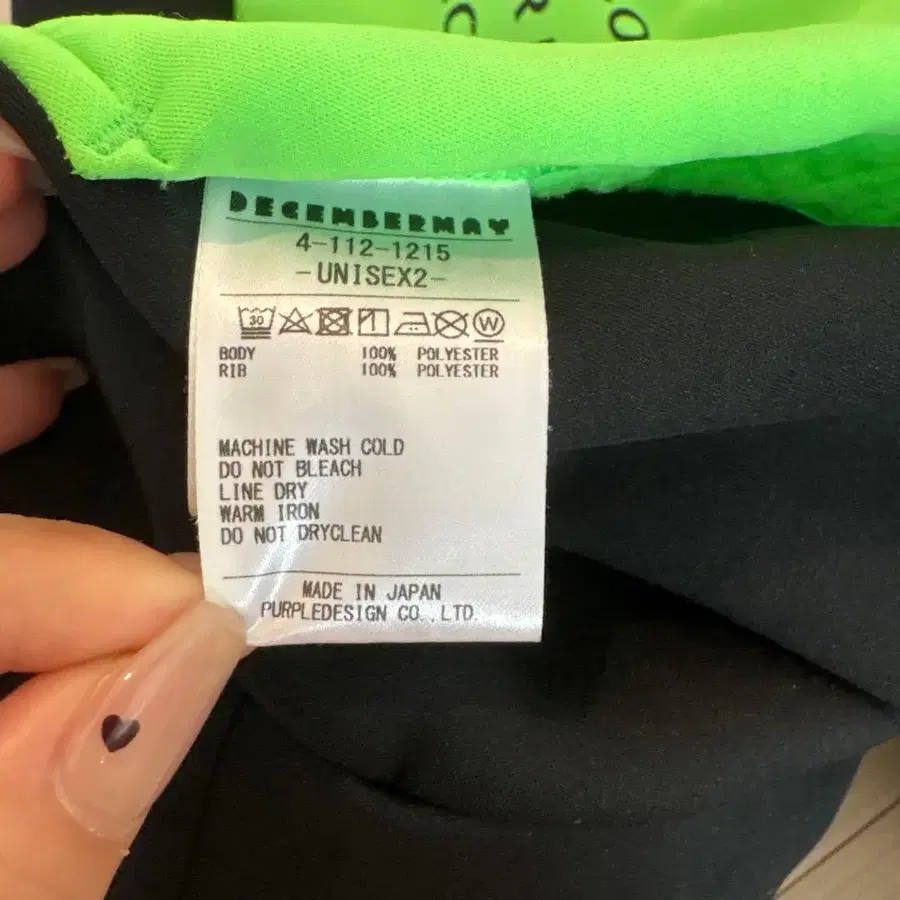 DECEMBERMAY
4-112-1215
-UNISEX2-
30 W
BODY 100% POLYESTER
RIB 100% POLYESTER
MACHINE WASH COLD
DO NOT BLEACH
LINE DRY
WARM IRON
DO NOT DRYCLEAN
MADE IN JAPAN
PURPLEDESIGN CO.,LTD.